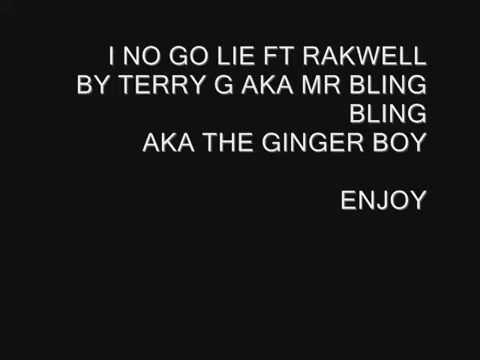 I NO GO LIE FT RAKWELL
BY TERRY G AKA MR BLING
BLING
AKA THE GINGER BOY
ENJOY